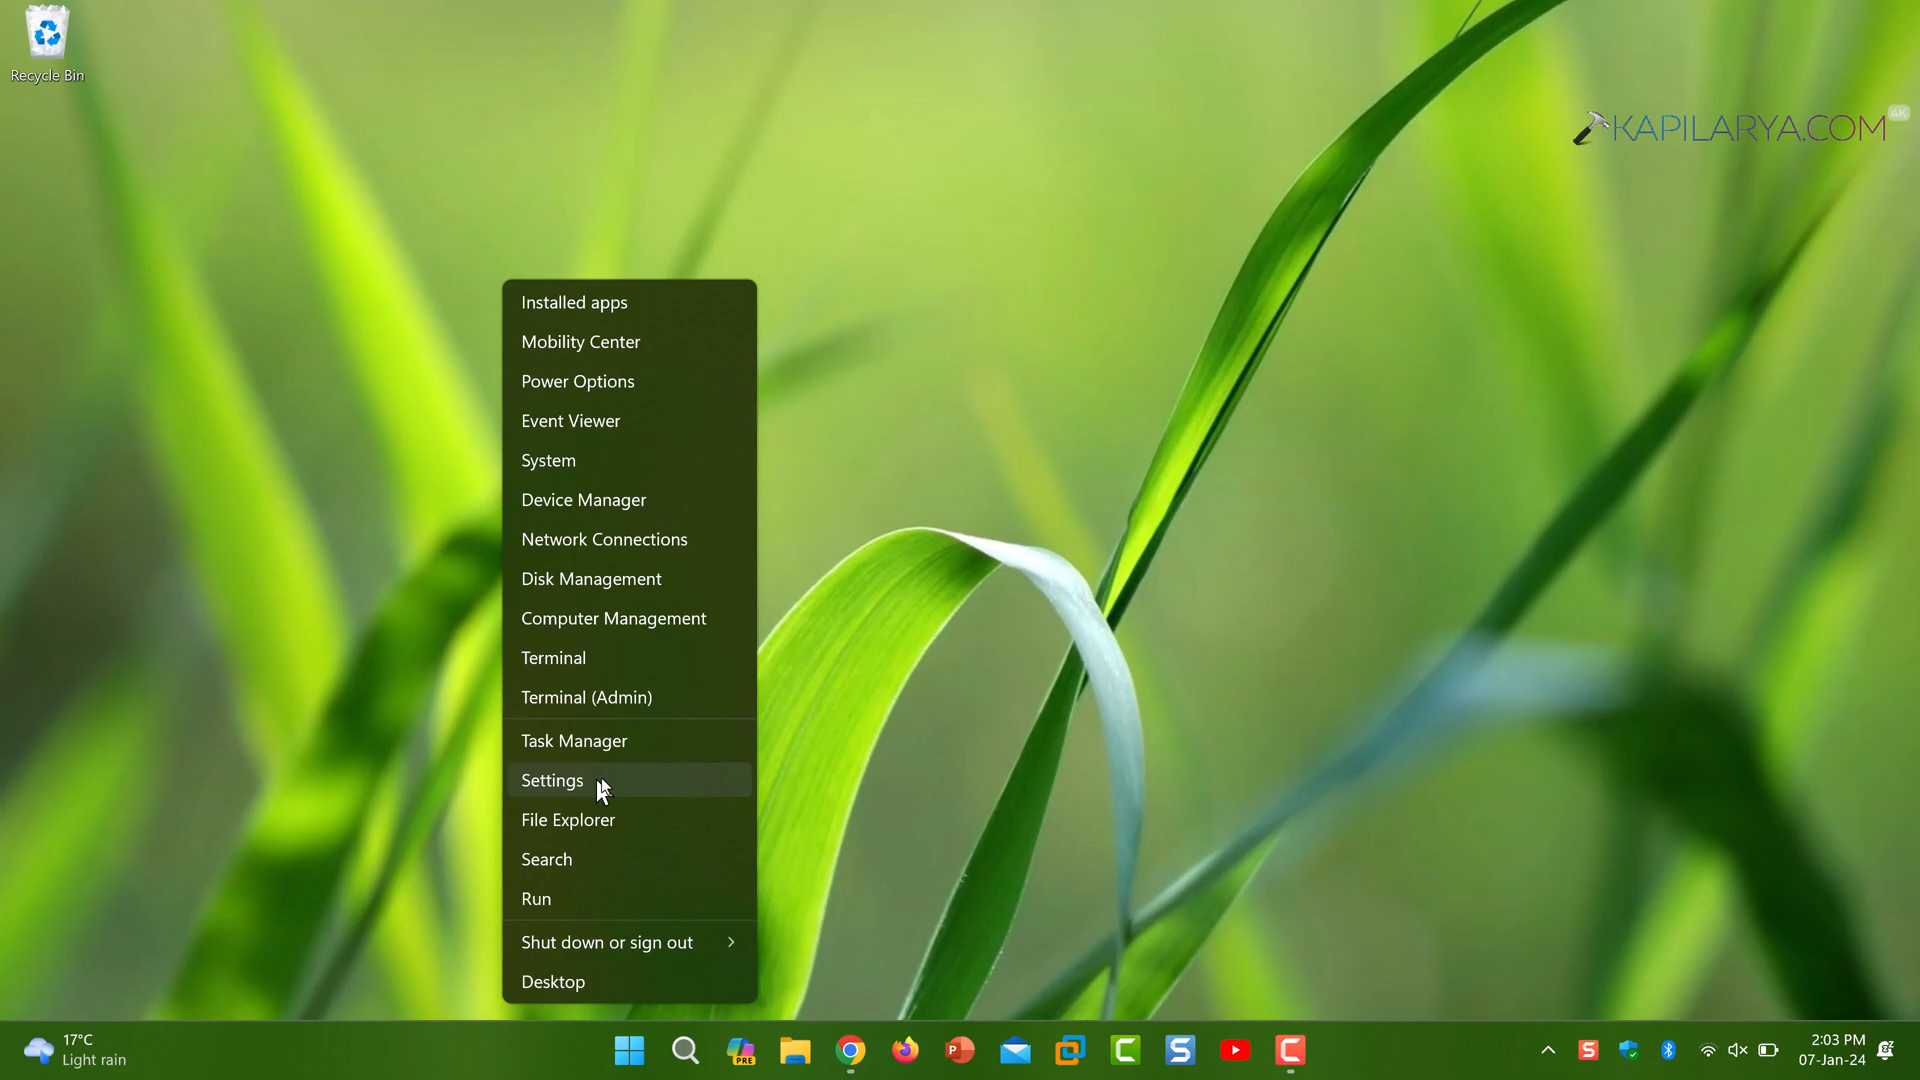 Recycle Bin
4K
KAPILARYA.COM
Installed apps
Mobility Center
Power Options
Event Viewer
System
Device Manager
Network Connections
Disk Management
Computer Management
Terminal
Terminal (Admin)
Task Manager
Settings
File Explorer
Search
Run
Shut down or sign out
Desktop
17°C
Light rain
PRE
P
C
S
C
S
2:03 PM
07-Jan-24